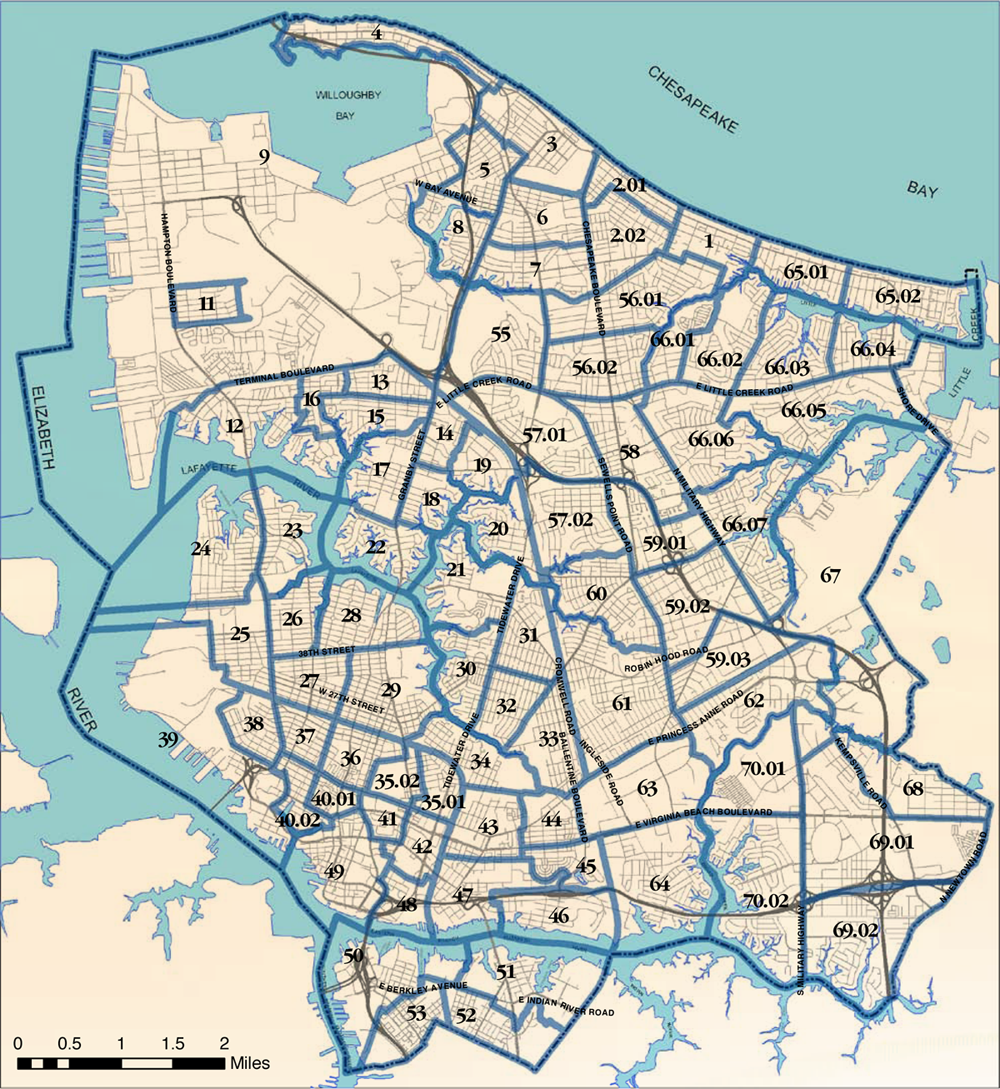 4
CHESAPEAKE
WILLOUGHBY
BAY
BAY
9
3
5
2.01
W BAY AVENUE
6
8
2.02
CHESAPEAKE BOULEVARD
1
HAMPTON BOULEVARD
7
65.01
65.02
11
56.01
CREEK
55
66.01
66.04
56.02
66.02
66.03
TERMINAL BOULEVARD
13
E LITTLE CREEK ROAD
E LITTLE CREEK ROAD
LITTLE
16
15
66.05
SHORE DRIVE
ELIZABETH
12
14
57.01
66.06
GRANBY STREET
58
LAFAYETTE
RIVER
17
19
SEWELLS POINT ROAD
N MILITARY HIGHWAY
18
57.02
66.07
24
23
20
22
59.01
21
TIDEWATER DRIVE
67
60
59.02
26
28
25
31
38TH STREET
ROBIN HOOD ROAD
59.03
30
27
W 27TH STREET
29
CROMWELL ROAD
RIVER
32
61
62
38
E PRINCESS ANNE ROAD
39
37
33
TIDEWATER DRIVE
BALLENTINE BOULEVARD
INGLESIDE ROAD
KEMPSVILLE ROAD
36
34
70.01
35.02
63
68
40.01
35.01
40.02
41
43
44
E VIRGINIA BEACH BOULEVARD
42
69.01
49
45
N NEWTOWN ROAD
64
47
48
70.02
46
69.02
S MILITARY HIGHWAY
50
51
E BERKLEY AVENUE
53
52
E INDIAN RIVER ROAD
0 0.5 1 1.5 2
Miles